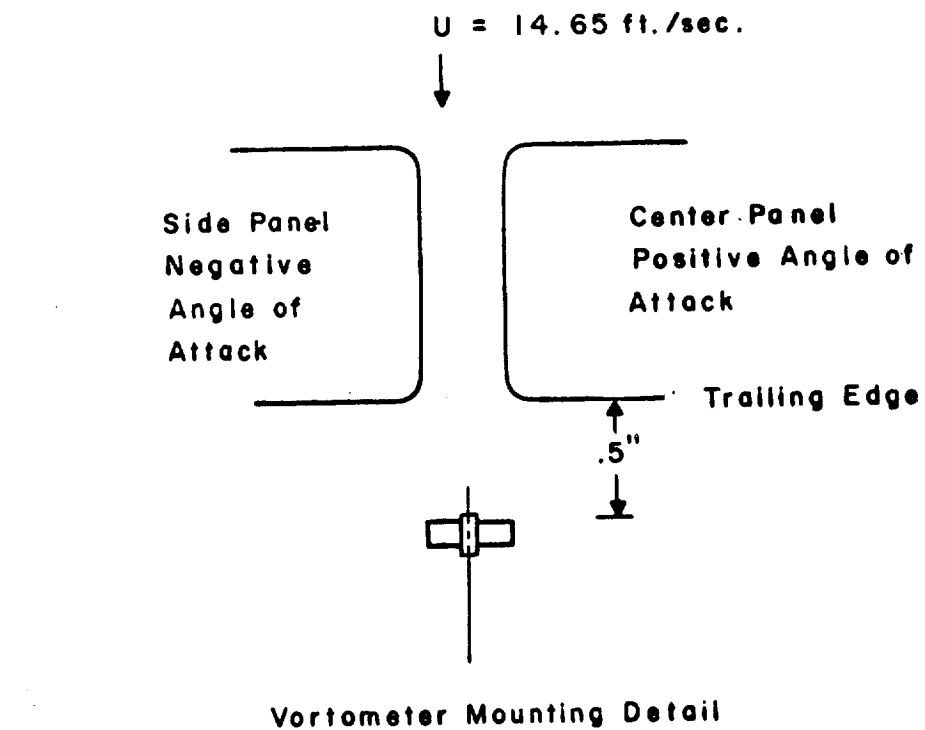 U = 14.65 ft./sec.
Side Panel
Negative
Angle of
Attack
Center Panel
Positive Angle of
Attack
Trailing Edge
.5"
Vortometer Mounting Detail